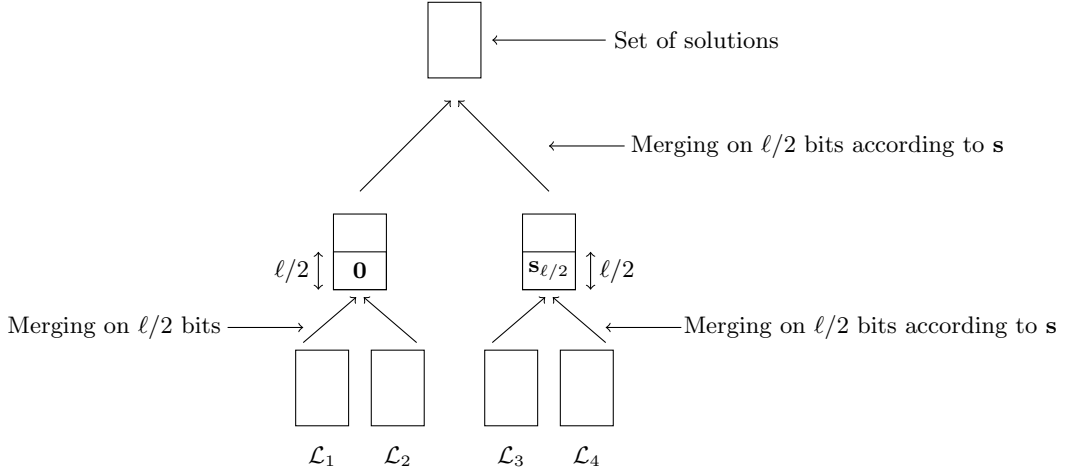 Set of solutions
Merging on ℓ/2 bits according to s
ℓ/2 0 s_{ℓ/2} ℓ/2
Merging on ℓ/2 bits Merging on ℓ/2 bits according to s
ℒ₁ ℒ₂ ℒ₃ ℒ₄